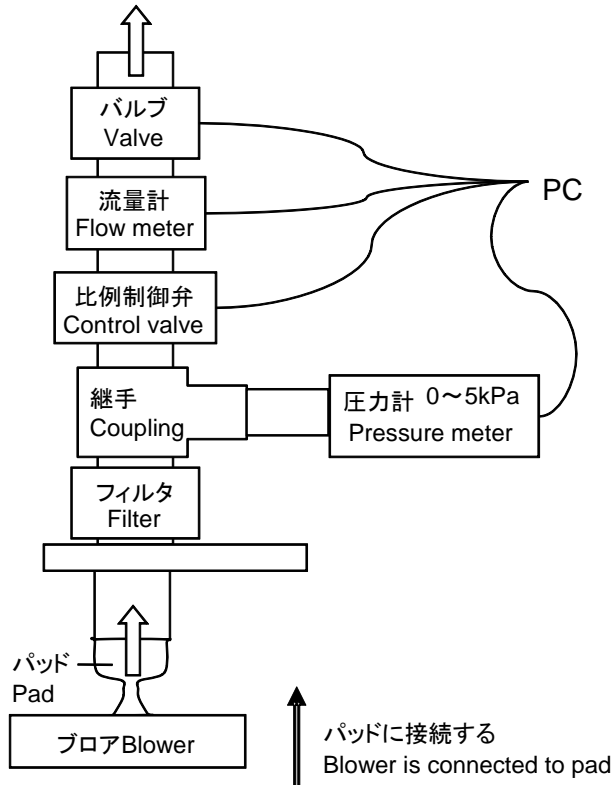 バルブ
Valve
流量計
Flow meter
PC
比例制御弁
Control valve
継手
Coupling
圧力計 0～5kPa
Pressure meter
フィルタ
Filter
パッド
Pad
ブロアBlower
パッドに接続する
Blower is connected to pad